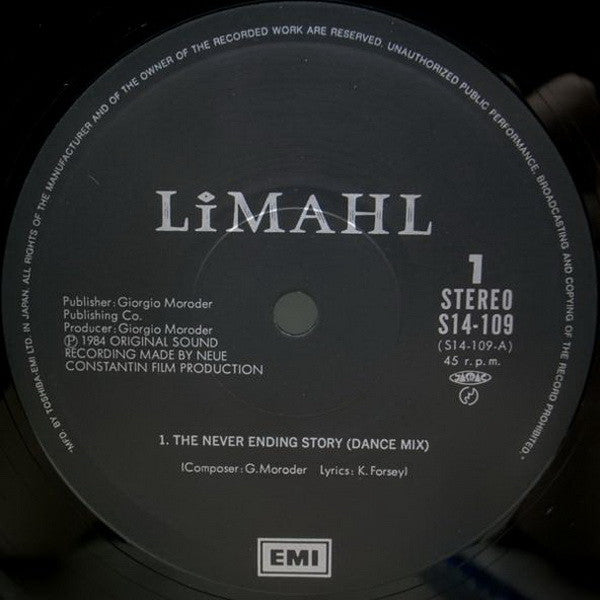 "MFD. BY TOSHIBA-EMI LTD. IN JAPAN. ALL RIGHTS OF THE MANUFACTURER AND OF THE OWNER OF THE RECORDED WORK ARE RESERVED. UNAUTHORIZED PUBLIC PERFORMANCE, BROADCASTING AND COPYING OF THE RECORD PROHIBITED."
LiMAHL
Publisher: Giorgio Moroder
Publishing Co.
Producer: Giorgio Moroder
Ⓟ 1984 ORIGINAL SOUND
RECORDING MADE BY NEUE
CONSTANTIN FILM PRODUCTION
1
STEREO
S14-109
(S14-109-A)
45 r.p.m.
JASRAC
1. THE NEVER ENDING STORY (DANCE MIX)
(Composer: G. Moroder Lyrics: K. Forsey)
EMI